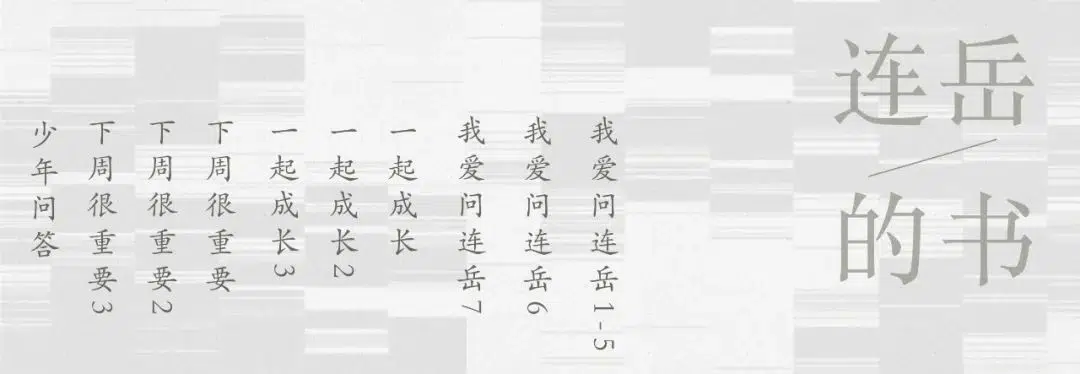 连岳
的书
我爱问连岳1-5
我爱问连岳6
我爱问连岳7
一起成长
一起成长2
一起成长3
下周很重要
下周很重要2
下周很重要3
少年问答